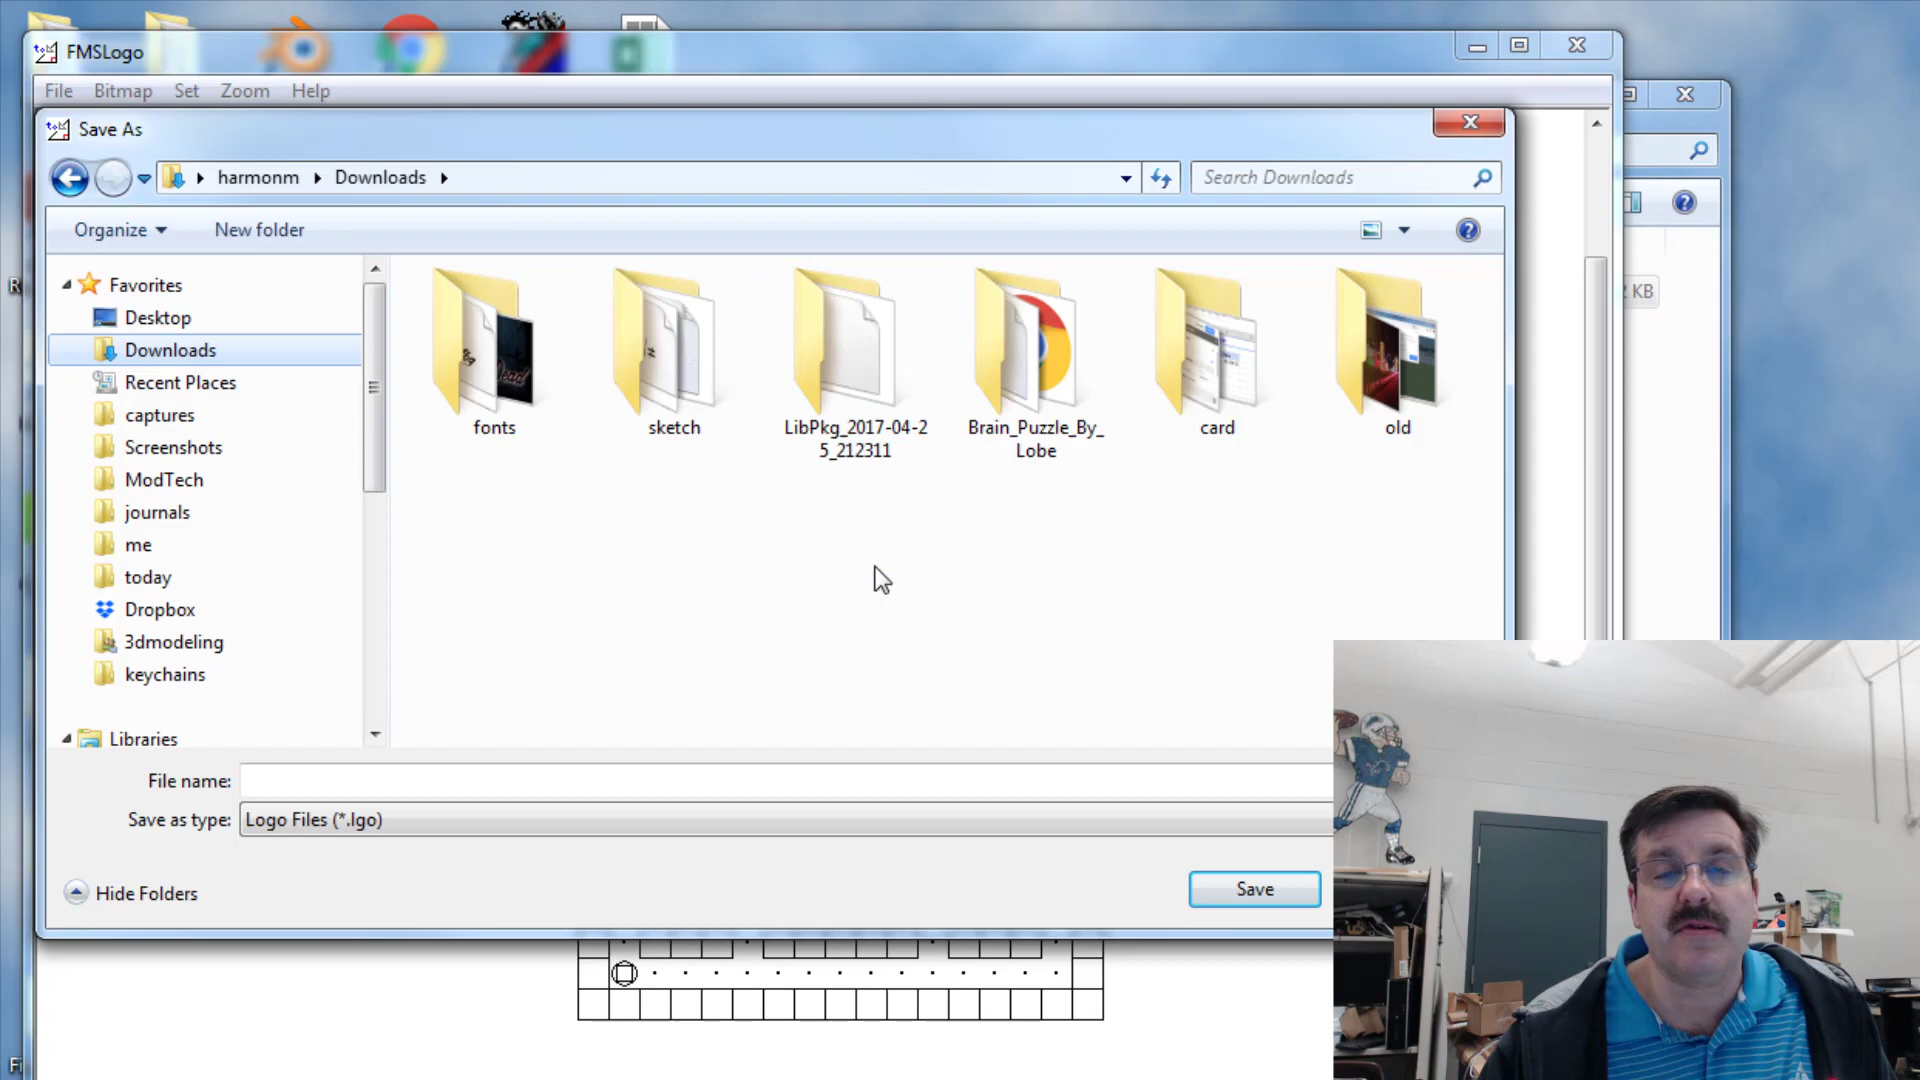 FMSLogo
File Bitmap Set Zoom Help
Save As
harmonm Downloads
Search Downloads
Organize New folder
KB
Favorites
Desktop
Downloads
Recent Places
captures
Screenshots
ModTech
journals
me
today
Dropbox
3dmodeling
keychains
Libraries
fonts
sketch
LibPkg_2017-04-2
5_212311
Brain_Puzzle_By_
Lobe
card
old
File name:
Save as type: Logo Files (*.lgo)
Hide Folders
Save